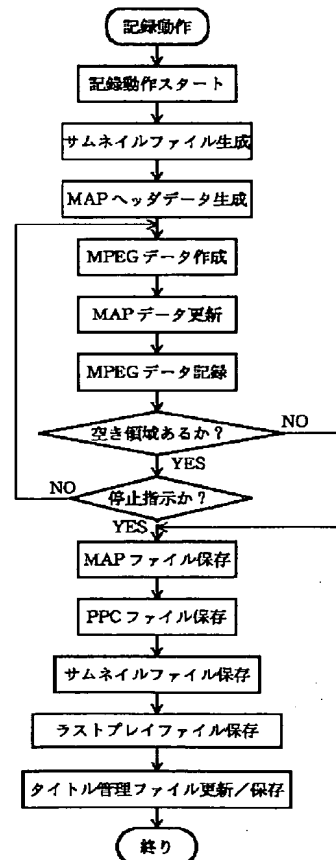 記録動作
記録動作スタート
サムネイルファイル生成
MAPヘッダデータ生成
MPEGデータ作成
MAPデータ更新
MPEGデータ記録
空き領域あるか?
NO
YES
停止指示か?
NO
YES
MAPファイル保存
PPCファイル保存
サムネイルファイル保存
ラストプレイファイル保存
タイトル管理ファイル更新/保存
終り